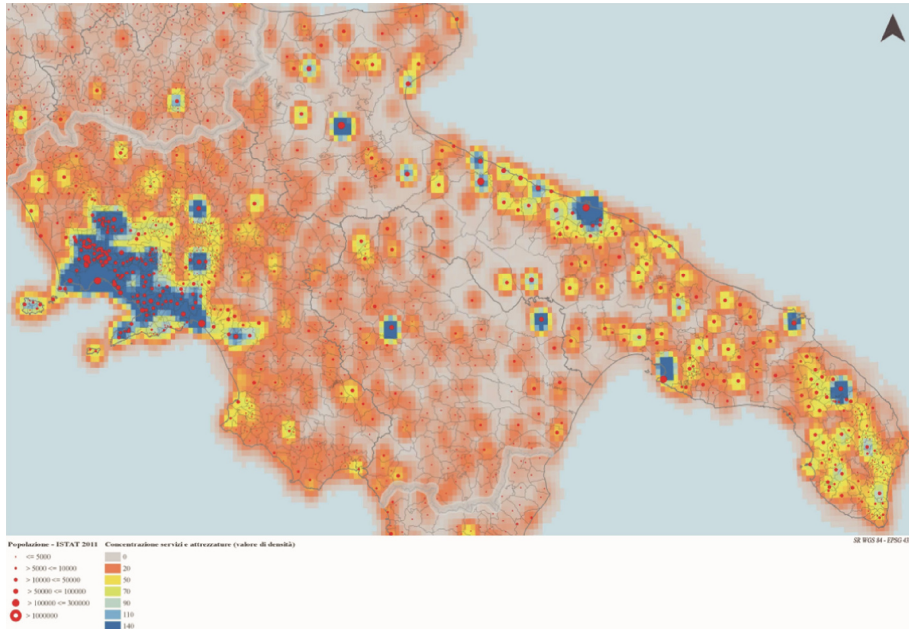 Popolazione - ISTAT 2011
<= 5000
> 5000 <= 10000
> 10000 <= 50000
> 50000 <= 100000
> 100000 <= 300000
> 1000000
Concentrazione servizi e attrezzature (valore di densità)
0
20
50
70
90
110
140
SR WGS 84 - EPSG 43